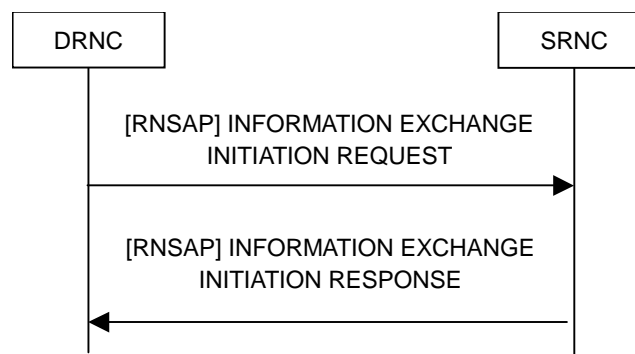 DRNC
SRNC
[RNSAP] INFORMATION EXCHANGE
INITIATION REQUEST
[RNSAP] INFORMATION EXCHANGE
INITIATION RESPONSE